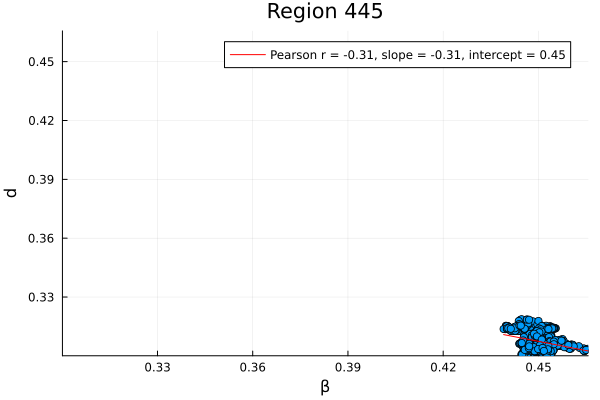 Region 445
Pearson r = -0.31, slope = -0.31, intercept = 0.45
d
0.45
0.42
0.39
0.36
0.33
0.33 0.36 0.39 0.42 0.45
β